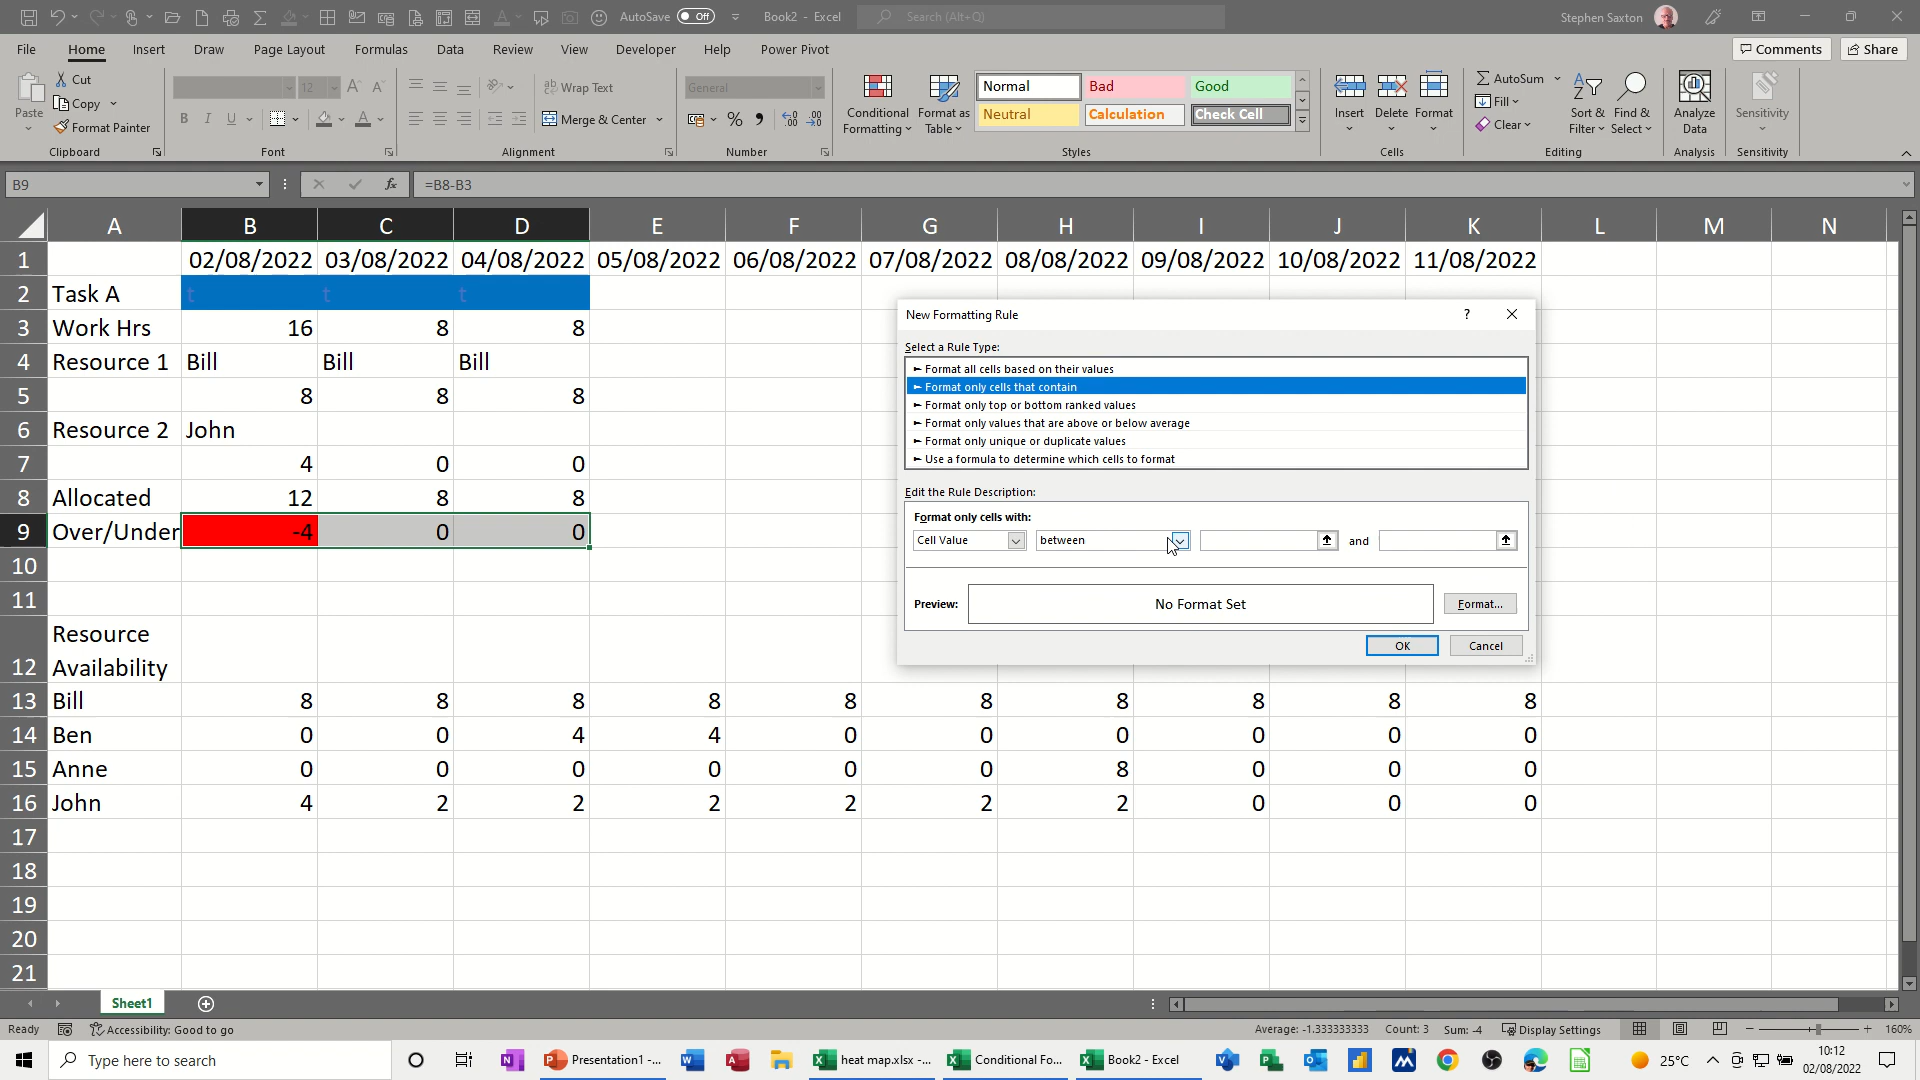 AutoSave Off Book2 - Excel Search (Alt+Q) Stephen Saxton
File Home Insert Draw Page Layout Formulas Data Review View Developer Help Power Pivot Comments Share
Paste Cut Copy Format Painter
Clipboard
12
Font
Wrap Text
Merge & Center
Alignment
General
Number
Conditional Formatting Format as Table
Normal Bad Good
Neutral Calculation Check Cell
Styles
Insert Delete Format
Cells
AutoSum
Fill
Clear
Sort & Filter Find & Select
Editing
Analyze Data
Analysis
Sensitivity
Sensitivity
B9 fx =B8-B3
A B C D E F G H I J K L M N
1 02/08/2022 03/08/2022 04/08/2022 05/08/2022 06/08/2022 07/08/2022 08/08/2022 09/08/2022 10/08/2022 11/08/2022
2 Task A t t t
3 Work Hrs 16 8 8
4 Resource 1 Bill Bill Bill
5 8 8 8
6 Resource 2 John
7 4 0 0
8 Allocated 12 8 8
9 Over/Under -4 0 0
10
11
12 Resource
Availability
13 Bill 8 8 8 8 8 8 8 8 8 8
14 Ben 0 0 4 4 0 0 0 0 0 0
15 Anne 0 0 0 0 0 0 8 0 0 0
16 John 4 2 2 2 2 2 2 0 0 0
17
18
19
20
21
New Formatting Rule ?
Select a Rule Type:
► Format all cells based on their values
► Format only cells that contain
► Format only top or bottom ranked values
► Format only values that are above or below average
► Format only unique or duplicate values
► Use a formula to determine which cells to format
Edit the Rule Description:
Format only cells with:
Cell Value between and
Preview: No Format Set Format...
OK Cancel
Sheet1
Ready Accessibility: Good to go Average: -1.333333333 Count: 3 Sum: -4 Display Settings 160%
Type here to search Presentation1 -... heat map.xlsx -... Conditional Fo... Book2 - Excel 25°C 10:12
02/08/2022